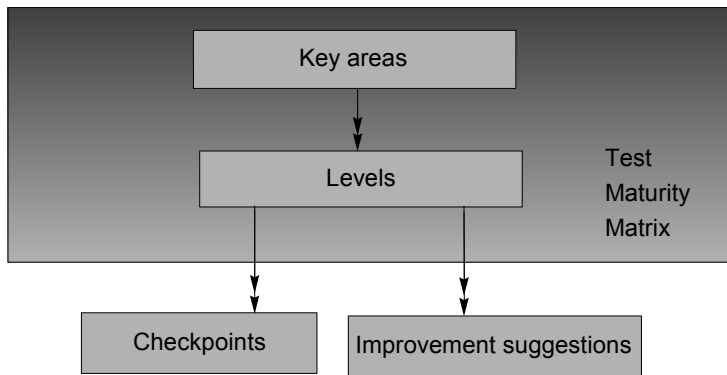 Key areas
Levels
Test
Maturity
Matrix
Checkpoints
Improvement suggestions